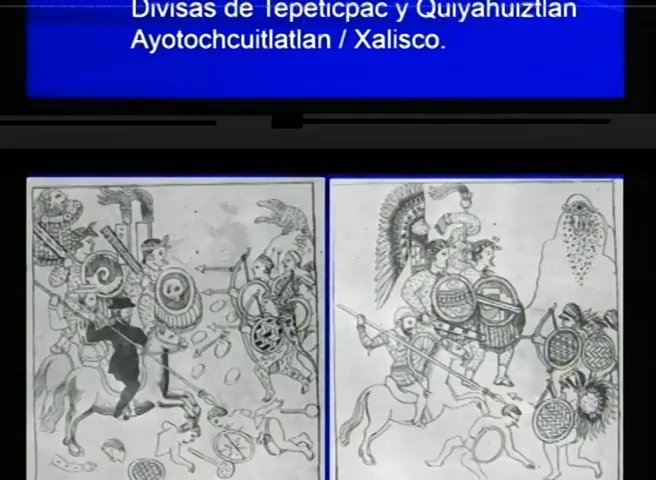 Divisas de Tepeticpac y Quiyahuiztlan
Ayotochcuitlatlan / Xalisco.